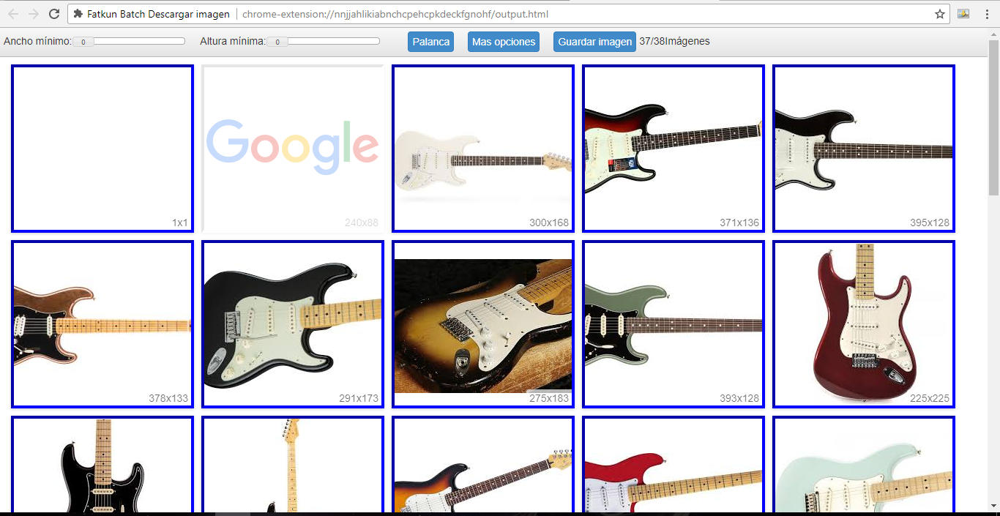 Fatkun Batch Descargar imagen | chrome-extension://nnjjahlikiabnchcpehcpkdeckfgnohf/output.html
Ancho mínimo: 0 Altura mínima: 0 Palanca Mas opciones Guardar imagen 37/38Imágenes
Google
1x1 240x88 300x168 371x136 395x128
378x133 291x173 275x183 393x128 225x225